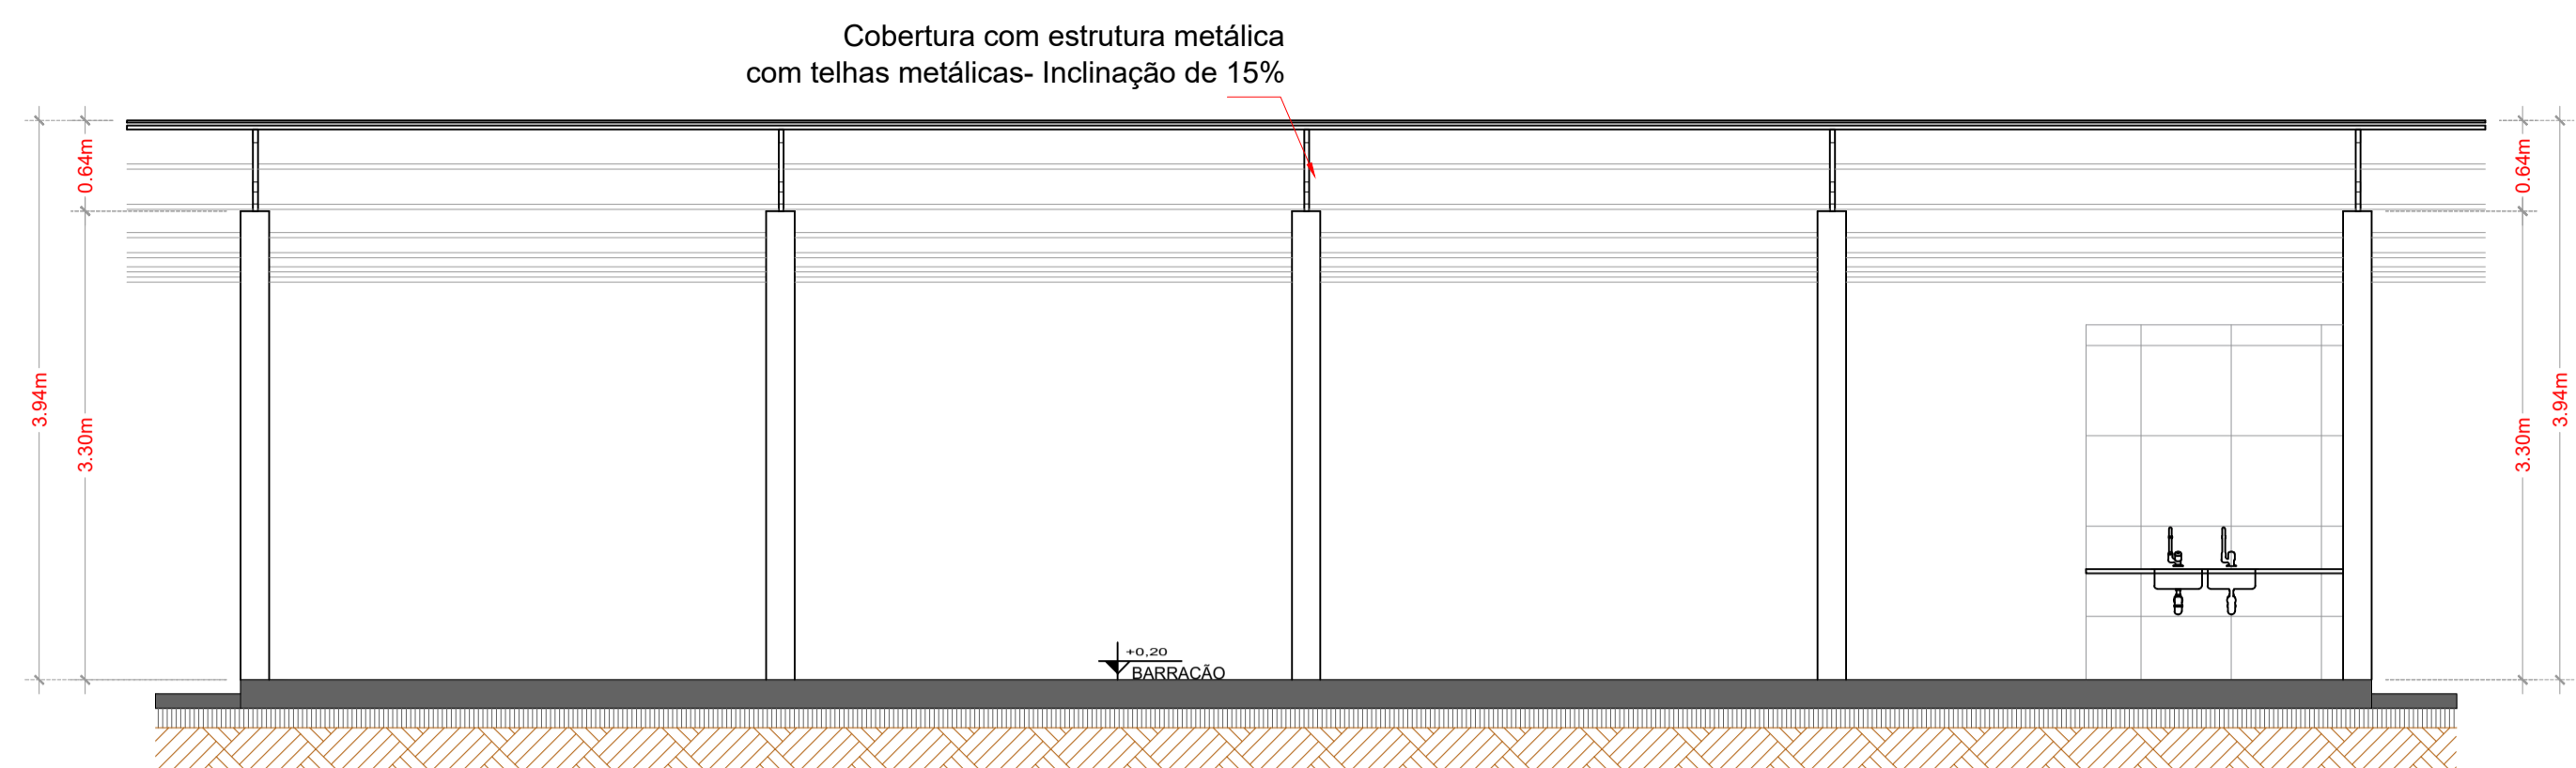 Cobertura com estrutura metálica
com telhas metálicas- Inclinação de 15%
0.64m
3.94m
3.30m
+0,20
BARRACÃO
0.64m
3.30m
3.94m